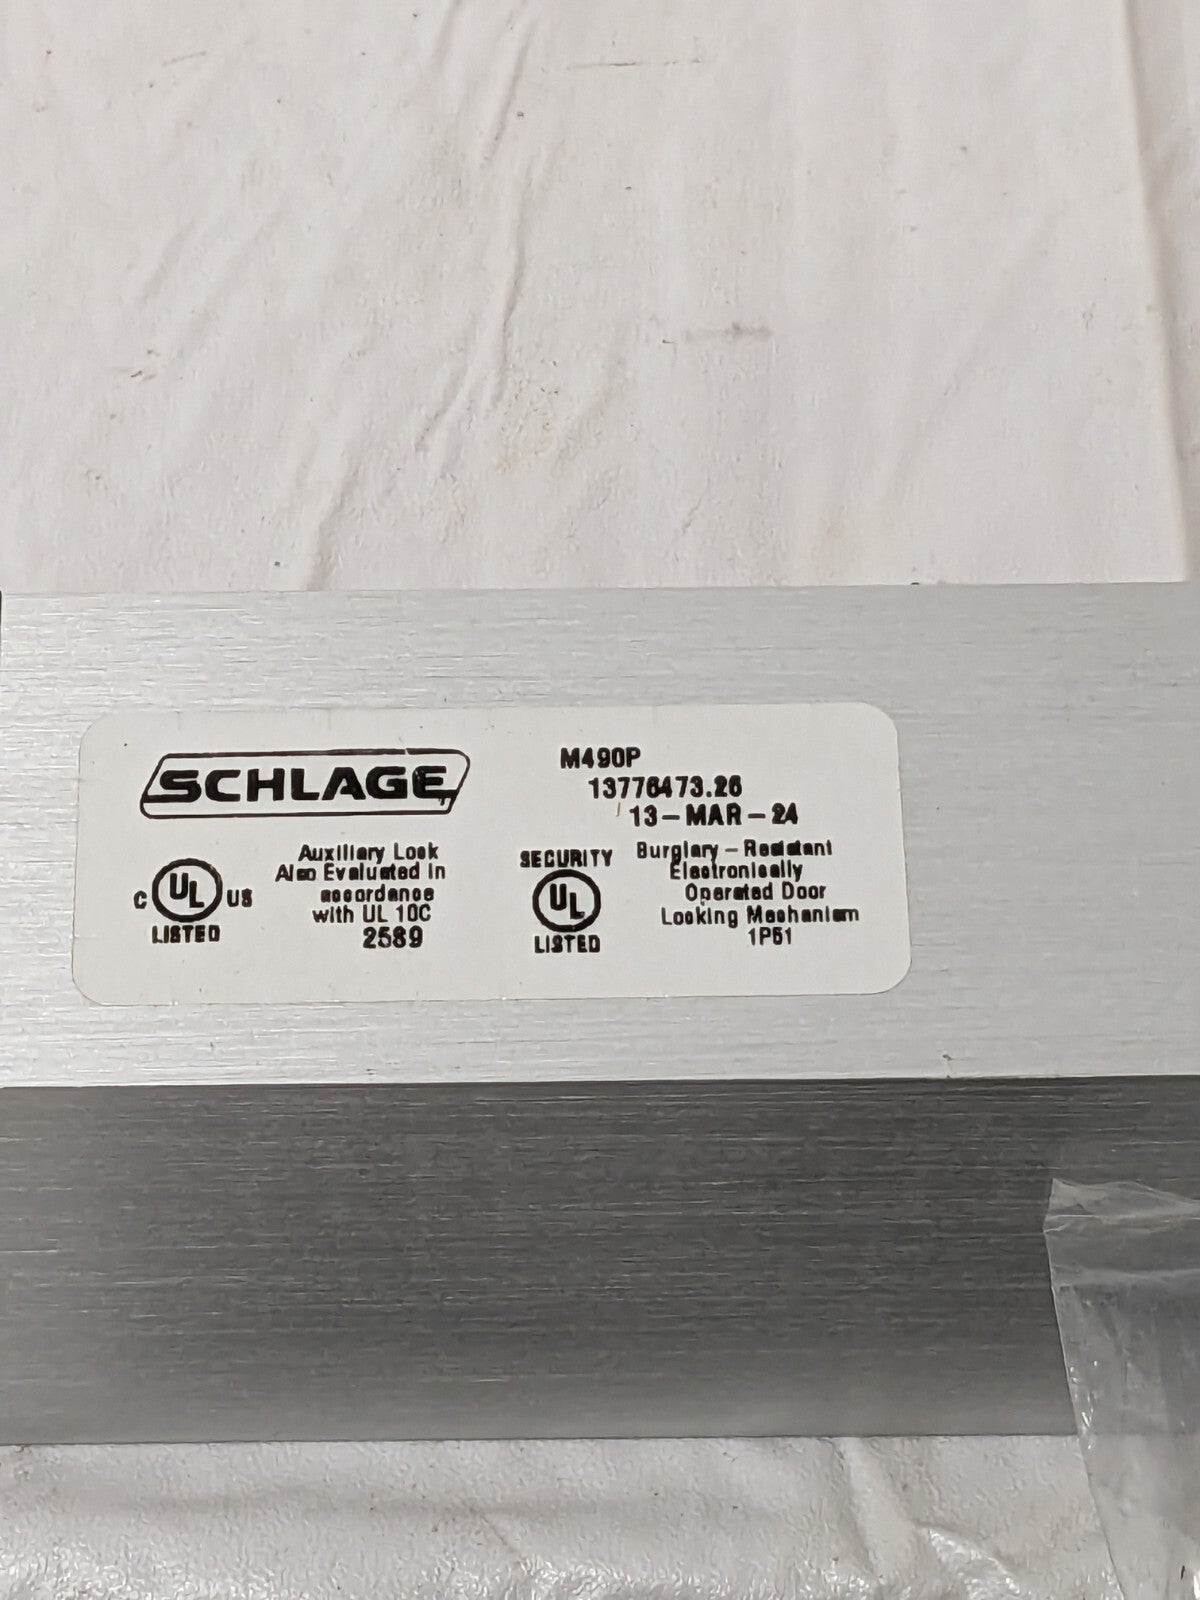 SCHLAGE
M490P
13776473.26
13-MAR-24
C UL US
LISTED
Auxiliary Lock
Also Evaluated in
accordance
with UL 10C
2589
SECURITY
UL
LISTED
Burglary-Resistant
Electronically
Operated Door
Locking Mechanism
1P51